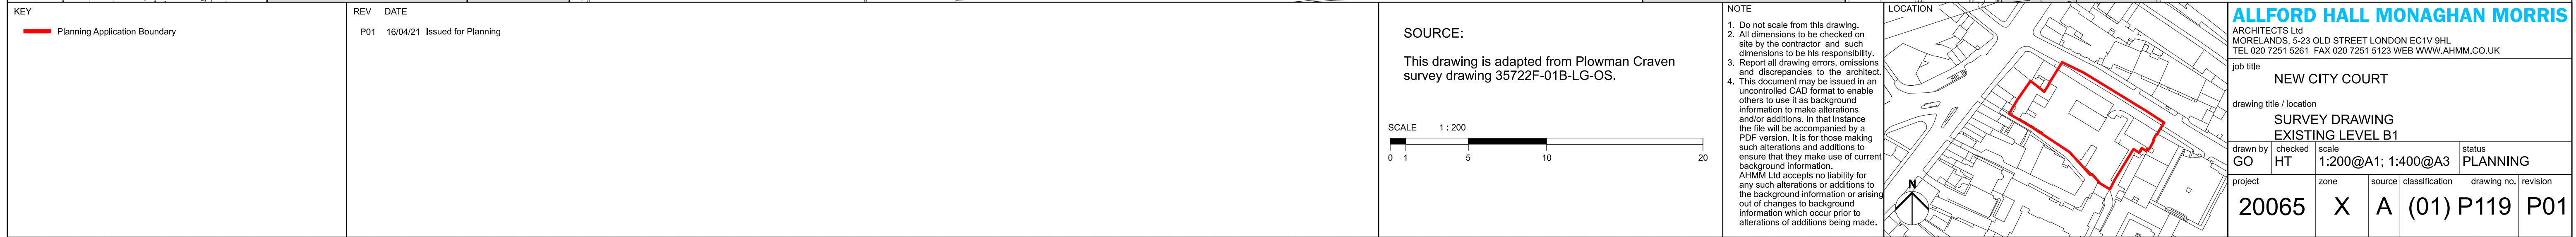 KEY
Planning Application Boundary
REV DATE
P01 16/04/21 Issued for Planning
SOURCE:
This drawing is adapted from Plowman Craven
survey drawing 35722F-01B-LG-OS.
SCALE 1 : 200
0 1 5 10 20
NOTE
1. Do not scale from this drawing.
2. All dimensions to be checked on
site by the contractor and such
dimensions to be his responsibility.
3. Report all drawing errors, omissions
and discrepancies to the architect.
4. This document may be issued in an
uncontrolled CAD format to enable
others to use it as background
information to make alterations
and/or additions. In that instance
the file will be accompanied by a
PDF version. It is for those making
such alterations and additions to
ensure that they make use of current
background information.
AHMM Ltd accepts no liability for
any such alterations or additions to
the background information or arising
out of changes to background
information which occur prior to
alterations of additions being made.
LOCATION
N
ALLFORD HALL MONAGHAN MORRIS
ARCHITECTS Ltd
MORELANDS, 5-23 OLD STREET LONDON EC1V 9HL
TEL 020 7251 5261 FAX 020 7251 5123 WEB WWW.AHMM.CO.UK
job title
NEW CITY COURT
drawing title / location
SURVEY DRAWING
EXISTING LEVEL B1
drawn by checked scale status
GO HT 1:200@A1; 1:400@A3 PLANNING
project zone source classification drawing no. revision
20065 X A (01) P119 P01